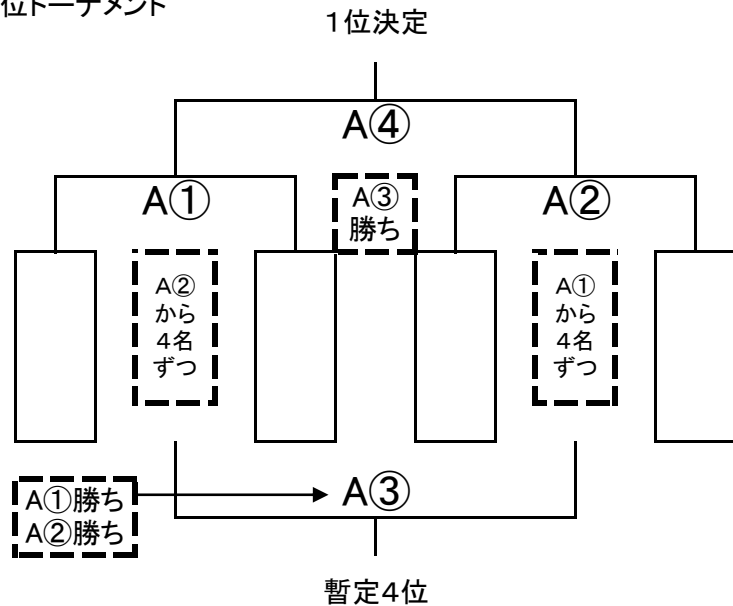 位トーナメント
1位決定
A④
A①
A③
勝ち
A②
A②
から
4名
ずつ
A①
から
4名
ずつ
A①勝ち
A②勝ち
A③
暫定4位